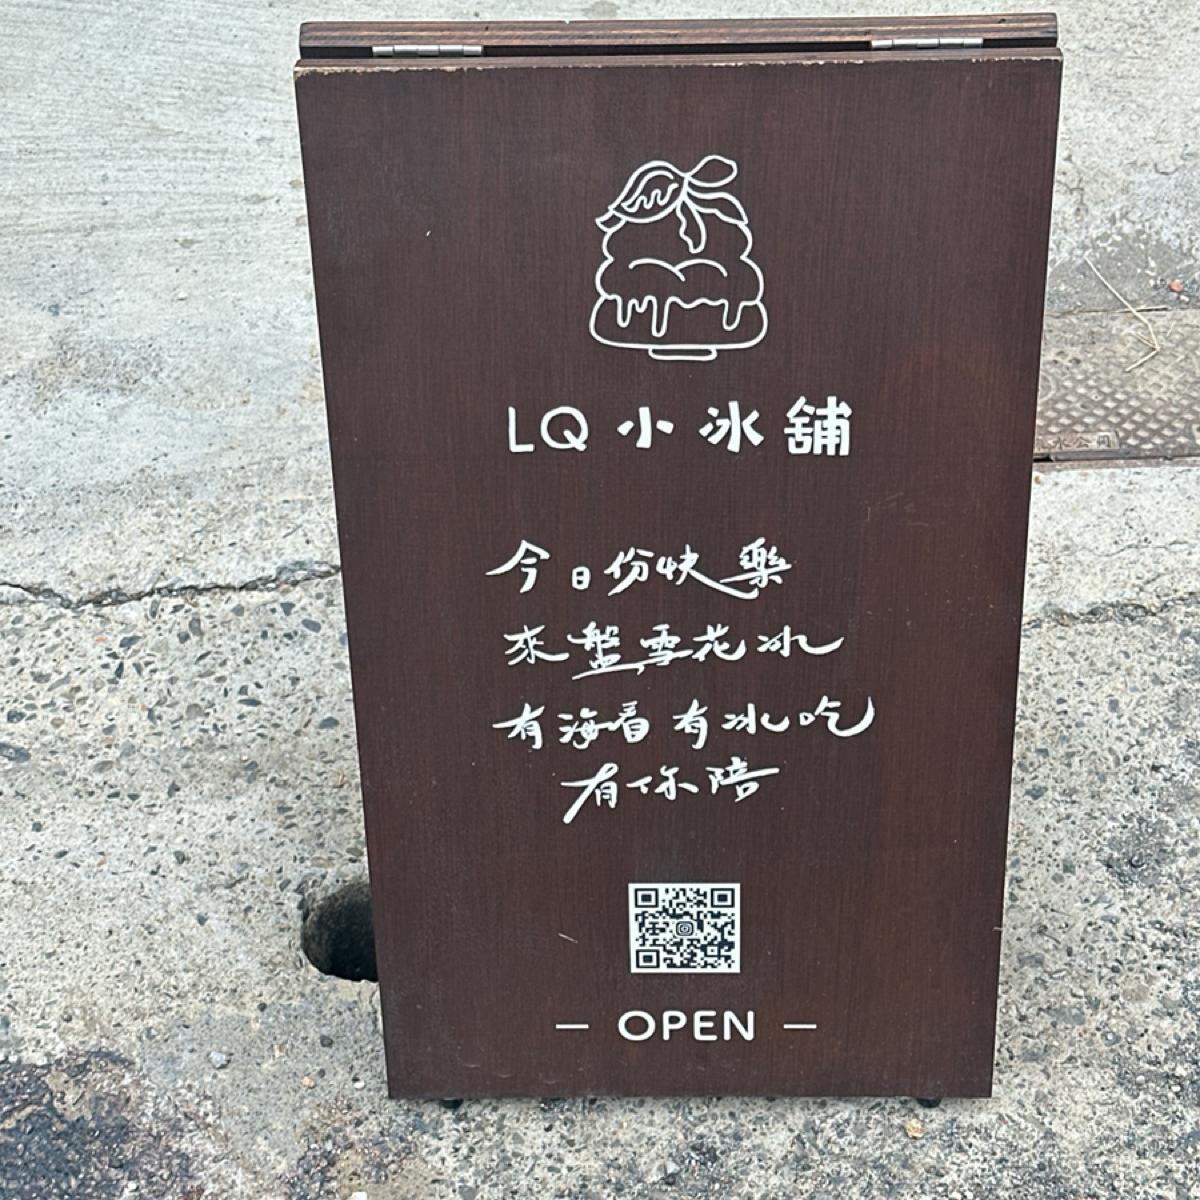 LQ 小冰舖
今日份快樂
來盤雪花冰
有海看 有冰吃
有你陪
— OPEN —